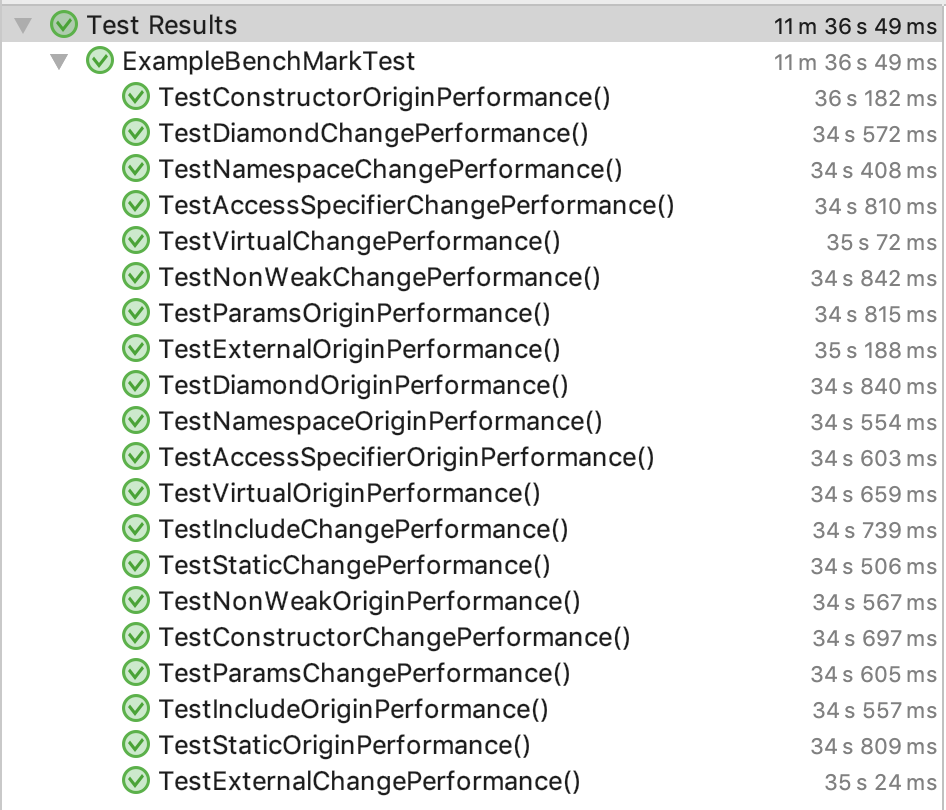 Test Results 11 m 36 s 49 ms
ExampleBenchMarkTest 11 m 36 s 49 ms
TestConstructorOriginPerformance() 36 s 182 ms
TestDiamondChangePerformance() 34 s 572 ms
TestNamespaceChangePerformance() 34 s 408 ms
TestAccessSpecifierChangePerformance() 34 s 810 ms
TestVirtualChangePerformance() 35 s 72 ms
TestNonWeakChangePerformance() 34 s 842 ms
TestParamsOriginPerformance() 34 s 815 ms
TestExternalOriginPerformance() 35 s 188 ms
TestDiamondOriginPerformance() 34 s 840 ms
TestNamespaceOriginPerformance() 34 s 554 ms
TestAccessSpecifierOriginPerformance() 34 s 603 ms
TestVirtualOriginPerformance() 34 s 659 ms
TestIncludeChangePerformance() 34 s 739 ms
TestStaticChangePerformance() 34 s 506 ms
TestNonWeakOriginPerformance() 34 s 567 ms
TestConstructorChangePerformance() 34 s 697 ms
TestParamsChangePerformance() 34 s 605 ms
TestIncludeOriginPerformance() 34 s 557 ms
TestStaticOriginPerformance() 34 s 809 ms
TestExternalChangePerformance() 35 s 24 ms